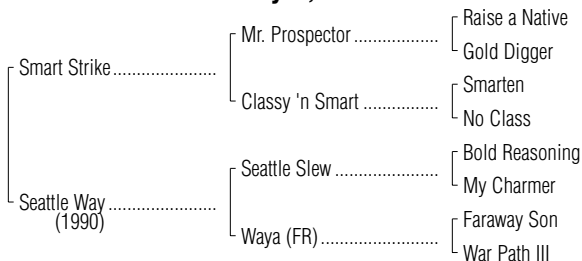 Raise a Native
Mr. Prospector ..................
Gold Digger
Smart Strike ......................
Smarten
Classy 'n Smart ................
No Class
Bold Reasoning
Seattle Slew ......................
My Charmer
Seattle Way .......................
(1990)
Faraway Son
Waya (FR) .........................
War Path III